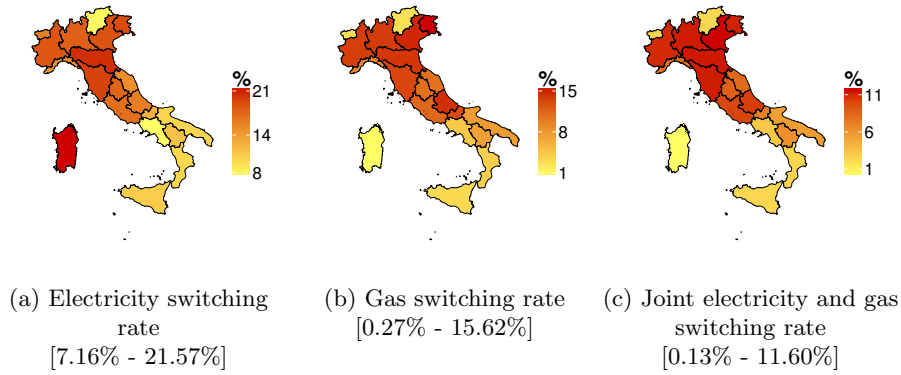 %
21
14
8
%
15
8
1
%
11
6
1
(a) Electricity switching
rate
[7.16% - 21.57%]
(b) Gas switching rate
[0.27% - 15.62%]
(c) Joint electricity and gas
switching rate
[0.13% - 11.60%]